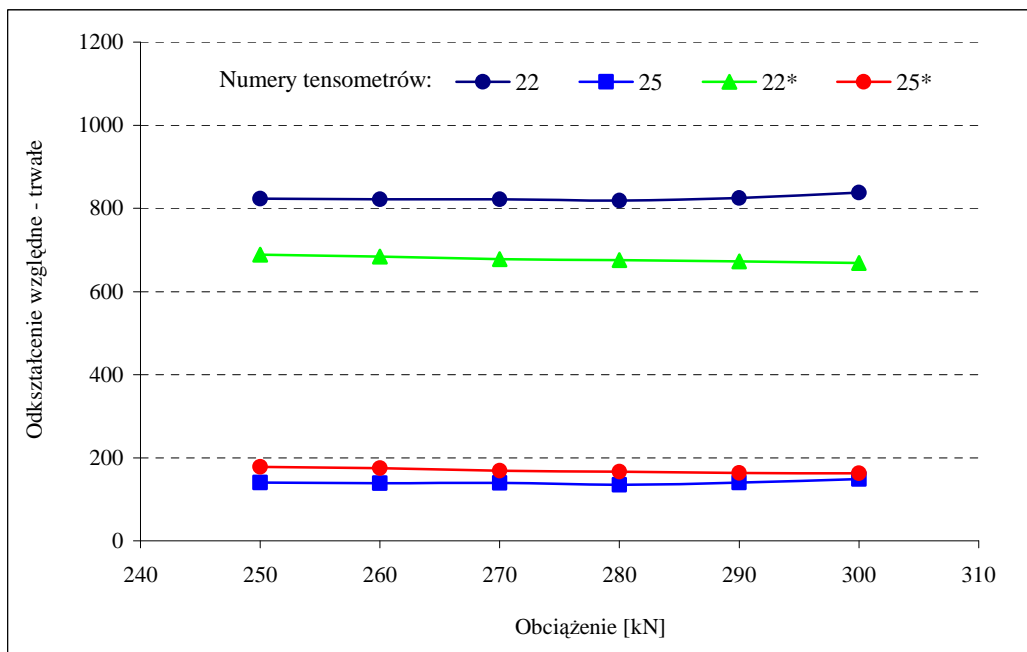 1200
Numery tensometrów: 22 25 22* 25*
1000
800
600
400
200
0
Odkształcenie względne - trwałe
240 250 260 270 280 290 300 310
Obciążenie [kN]